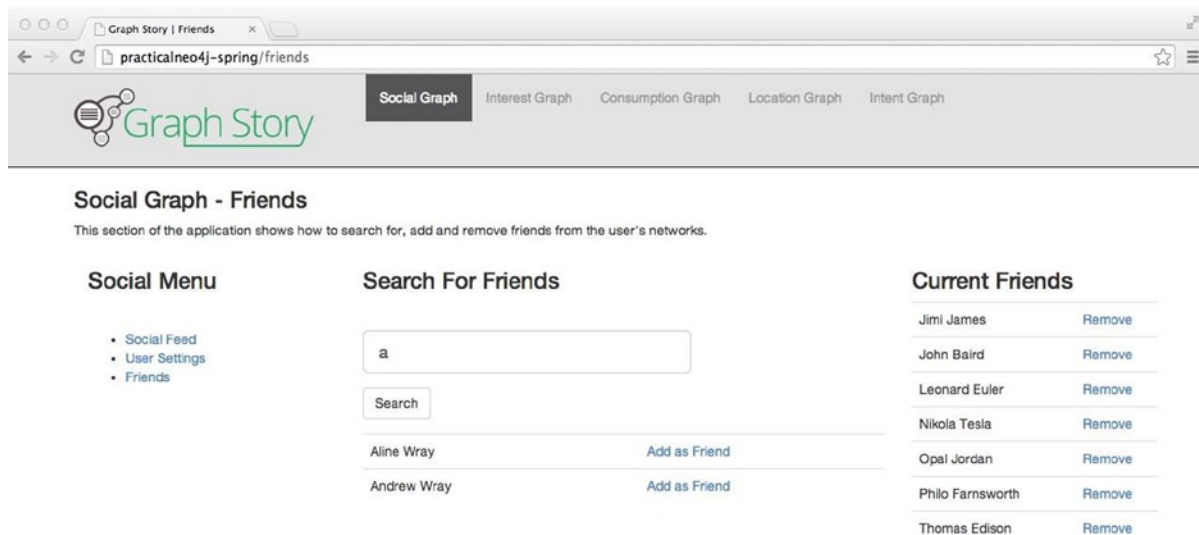 Graph Story | Friends
practicalneo4j-spring/friends
Graph Story
Social Graph
Interest Graph
Consumption Graph
Location Graph
Intent Graph
Social Graph - Friends
This section of the application shows how to search for, add and remove friends from the user's networks.
Social Menu
Social Feed
User Settings
Friends
Search For Friends
a
Search
Aline Wray Add as Friend
Andrew Wray Add as Friend
Current Friends
Jimi James Remove
John Baird Remove
Leonard Euler Remove
Nikola Tesla Remove
Opal Jordan Remove
Philo Farnsworth Remove
Thomas Edison Remove